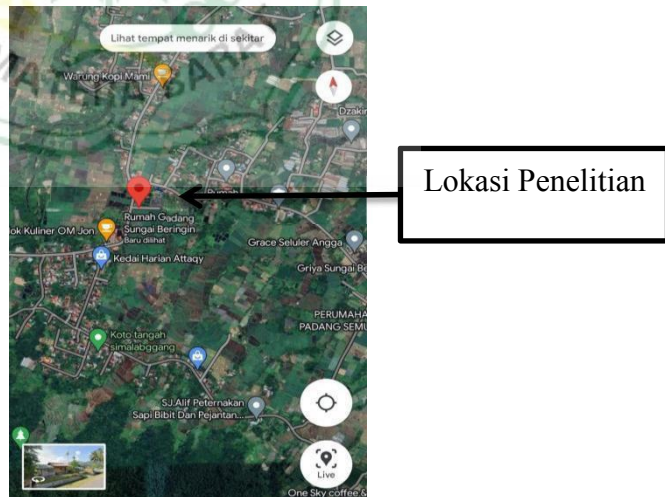 Lihat tempat menarik di sekitar
Warung Kopi Mami
Dzakir
Rumah
Rumah Gadang
Sungai Beringin
Baru dilihat
ok Kuliner OM Jon
Kedai Harian Attaqy
Grace Seluler Angga
Griya Sungai Be
PERUMAHA
PADANG SEMU
Koto tangah
simalabggang
SJ.Alif Peternakan
Sapi Bibit Dan Pejantan...
Live
One Sky coffee &
Lokasi Penelitian